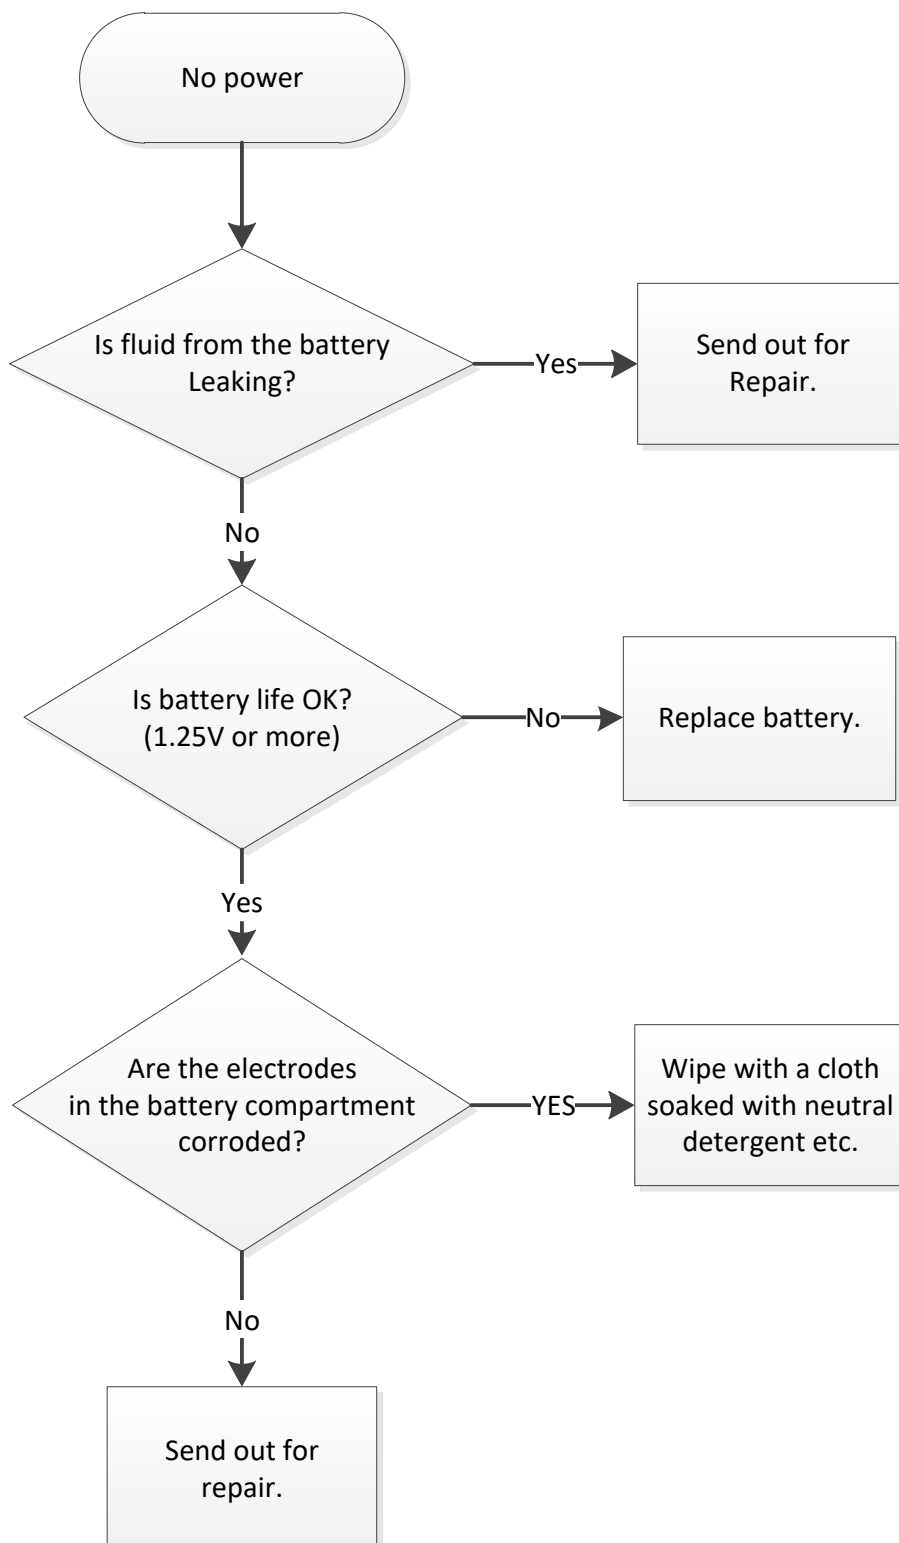 No power
Is fluid from the battery
Leaking?
Yes
Send out for
Repair.
No
Is battery life OK?
(1.25V or more)
No
Replace battery.
Yes
Are the electrodes
in the battery compartment
corroded?
YES
Wipe with a cloth
soaked with neutral
detergent etc.
No
Send out for
repair.